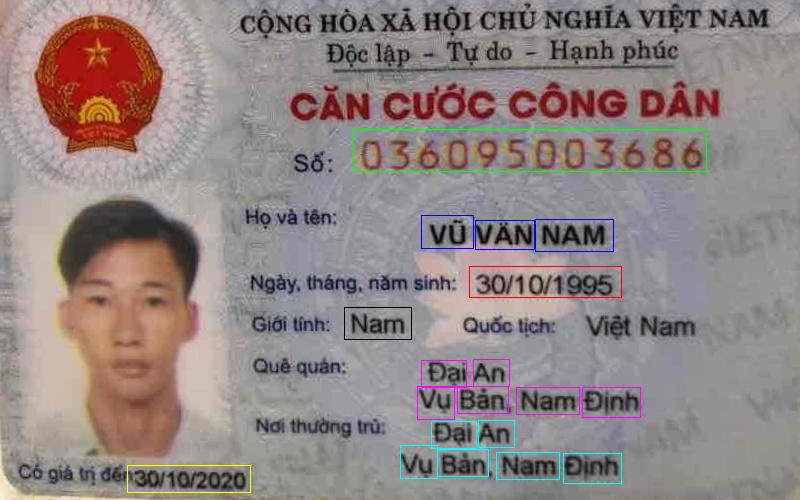 CỘNG HÒA XÃ HỘI CHỦ NGHĨA VIỆT NAM
Độc lập - Tự do - Hạnh phúc
CĂN CƯỚC CÔNG DÂN
Số: 036095003686
Họ và tên:
VŨ VĂN NAM
Ngày, tháng, năm sinh: 30/10/1995
Giới tính: Nam Quốc tịch: Việt Nam
Quê quán: Đại An
Vụ Bản, Nam Định
Nơi thường trú: Đại An
Vụ Bản, Nam Định
Có giá trị đến 30/10/2020